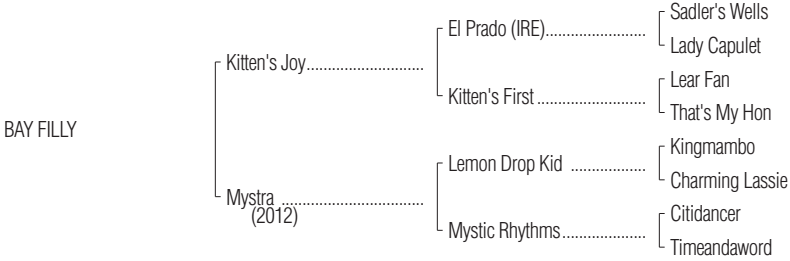 Sadler's Wells
El Prado (IRE)........................
Lady Capulet
Kitten's Joy............................
Lear Fan
Kitten's First ..........................
That's My Hon
BAY FILLY
Kingmambo
Lemon Drop Kid ..................
Charming Lassie
Mystra ..................................
(2012)
Citidancer
Mystic Rhythms....................
Timeandaword